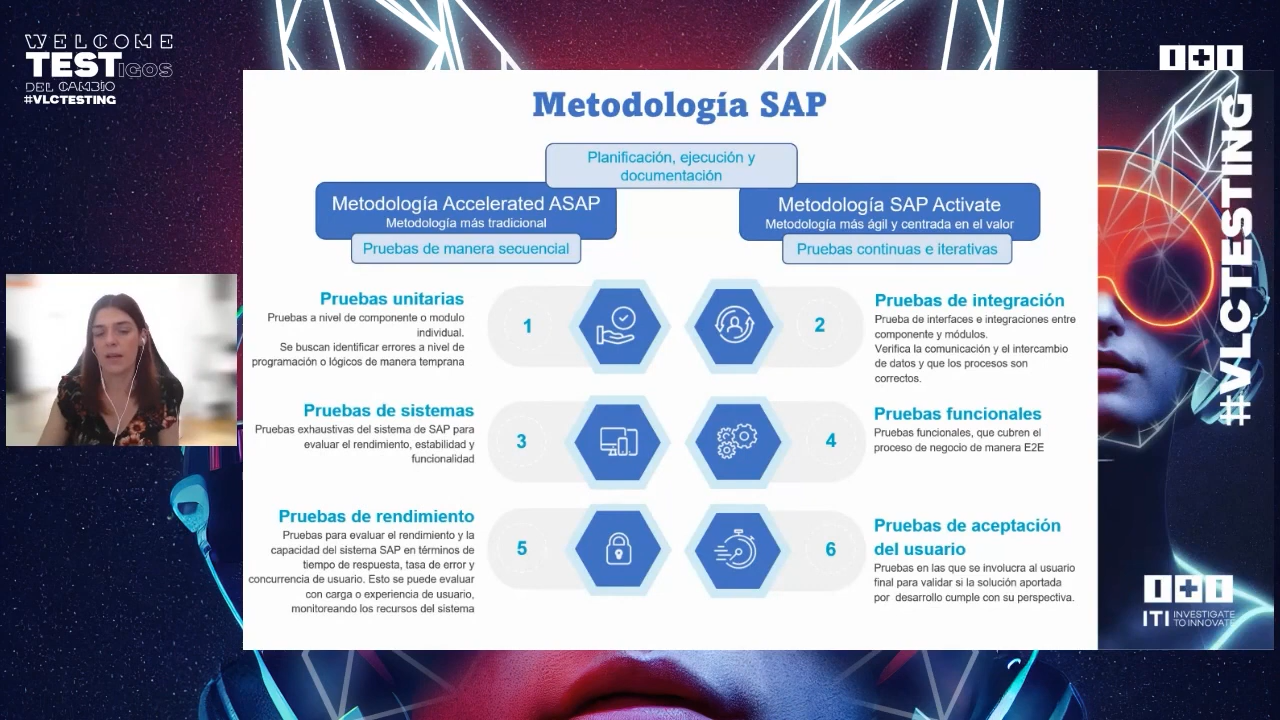 WELCOME
TESTIGOS
DEL CAMBIO
#VLCTESTING
Metodología SAP
Planificación, ejecución y
documentación
Metodología Accelerated ASAP
Metodología más tradicional
Pruebas de manera secuencial
Metodología SAP Activate
Metodología más ágil y centrada en el valor
Pruebas continuas e iterativas
Pruebas unitarias
Pruebas a nivel de componente o modulo
individual.
Se buscan identificar errores a nivel de
programación o lógicos de manera temprana
1
2
Pruebas de integración
Prueba de interfaces e integraciones entre
componente y módulos.
Verifica la comunicación y el intercambio
de datos y que los procesos son
correctos.
Pruebas de sistemas
Pruebas exhaustivas del sistema de SAP para
evaluar el rendimiento, estabilidad y
funcionalidad
3
4
Pruebas funcionales
Pruebas funcionales, que cubren el
proceso de negocio de manera E2E
Pruebas de rendimiento
Pruebas para evaluar el rendimiento y la
capacidad del sistema SAP en términos de
tiempo de respuesta, tasa de error y
concurrencia de usuario. Esto se puede evaluar
con carga o experiencia de usuario,
monitoreando los recursos del sistema
5
6
Pruebas de aceptación
del usuario
Pruebas en las que se involucra al usuario
final para validar si la solución aportada
por desarrollo cumple con su perspectiva.
#VLCTESTING
ITI INVESTIGATE
TO INNOVATE